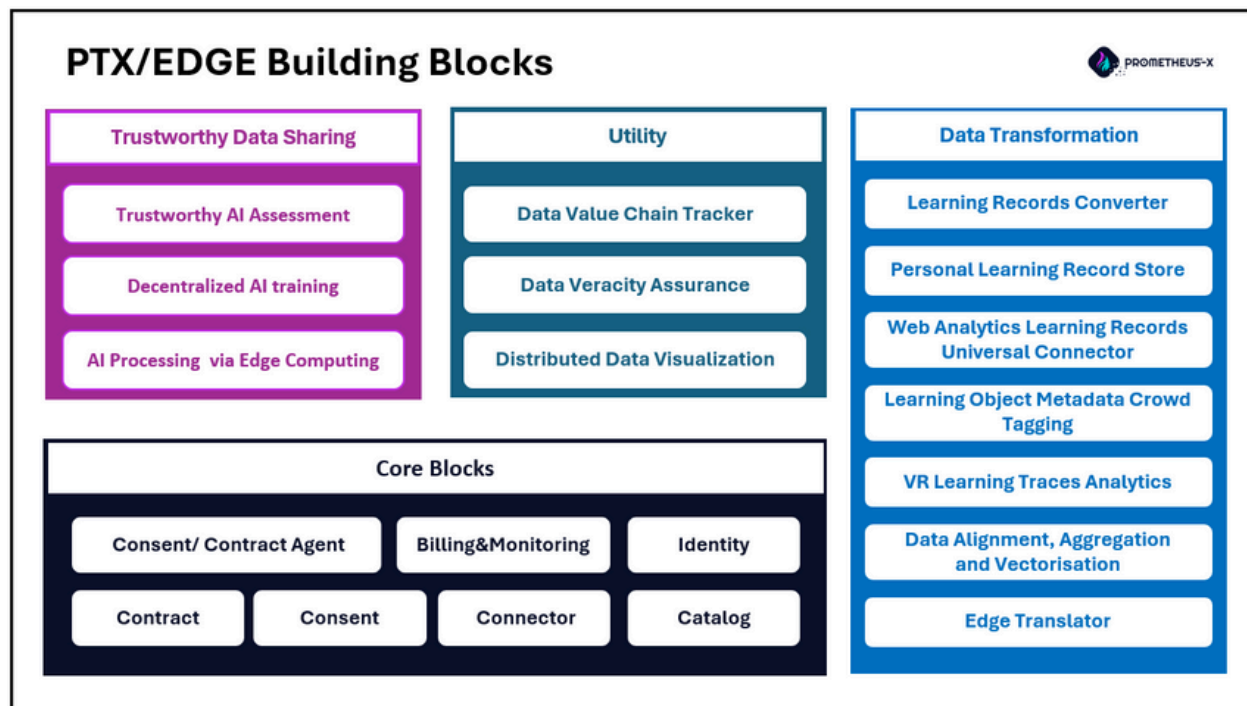 PTX/EDGE Building Blocks
PROMETHEUS-X
Trustworthy Data Sharing
Trustworthy AI Assessment
Decentralized AI training
AI Processing via Edge Computing
Utility
Data Value Chain Tracker
Data Veracity Assurance
Distributed Data Visualization
Data Transformation
Learning Records Converter
Personal Learning Record Store
Web Analytics Learning Records
Universal Connector
Learning Object Metadata Crowd
Tagging
VR Learning Traces Analytics
Data Alignment, Aggregation
and Vectorisation
Edge Translator
Core Blocks
Consent/ Contract Agent
Billing&Monitoring
Identity
Contract
Consent
Connector
Catalog